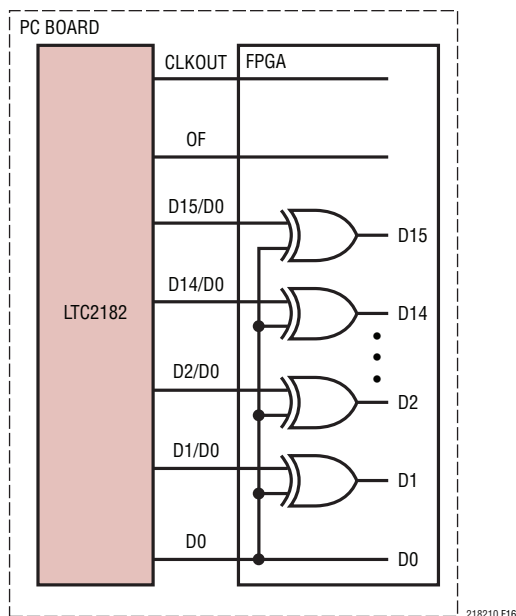 PC BOARD
CLKOUT
FPGA
OF
D15/D0
D15
D14/D0
LTC2182
D14
D2/D0
D2
D1/D0
D1
D0
D0
218210 F16